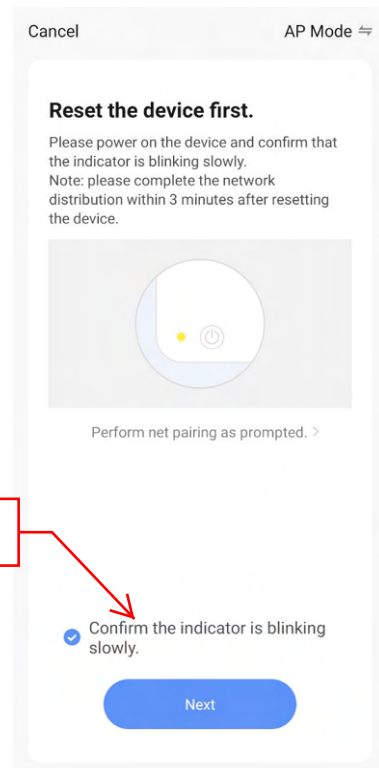 Cancel
AP Mode
Reset the device first.
Please power on the device and confirm that
the indicator is blinking slowly.
Note: please complete the network
distribution within 3 minutes after resetting
the device.
Perform net pairing as prompted. >
Confirm the indicator is blinking
slowly.
Next